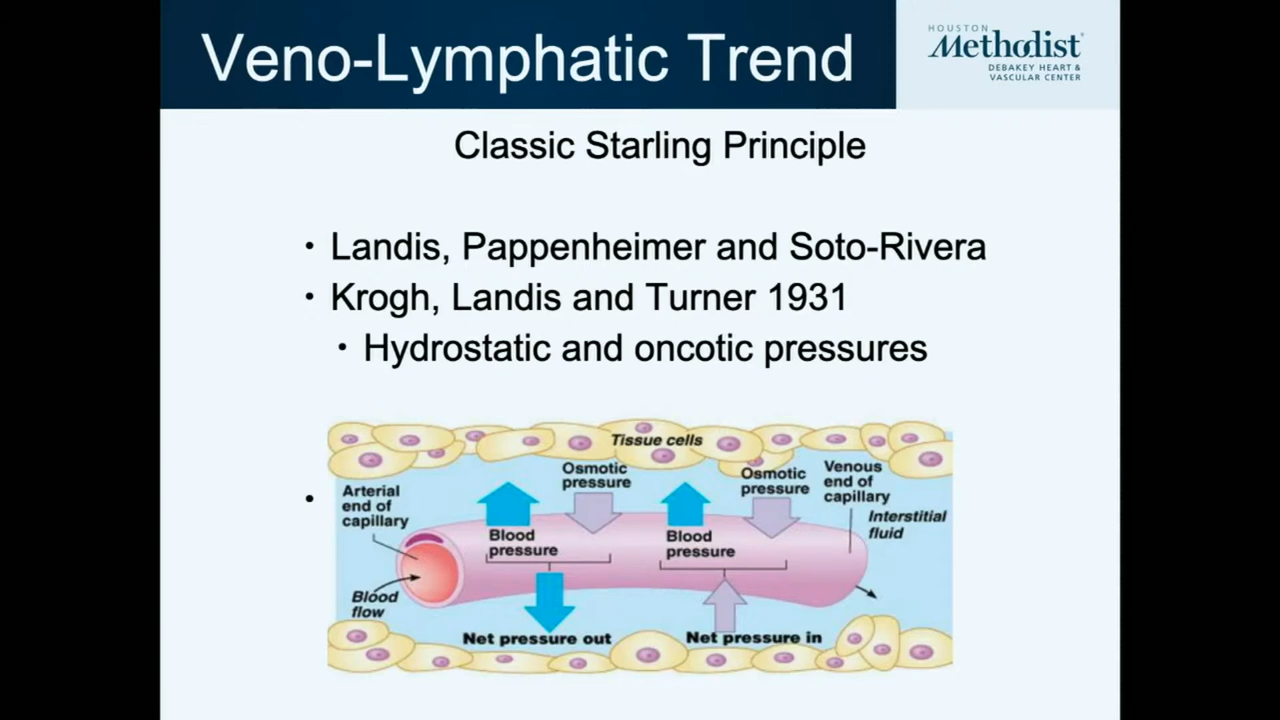 Veno-Lymphatic Trend
HOUSTON
Methodist®
DEBAKEY HEART &
VASCULAR CENTER
Classic Starling Principle
• Landis, Pappenheimer and Soto-Rivera
• Krogh, Landis and Turner 1931
• Hydrostatic and oncotic pressures
•
Tissue cells
Arterial
end of
capillary
Osmotic
pressure
Osmotic
pressure
Venous
end of
capillary
Interstitial
fluid
Blood
pressure
Blood
pressure
Blood
flow
Net pressure out
Net pressure in